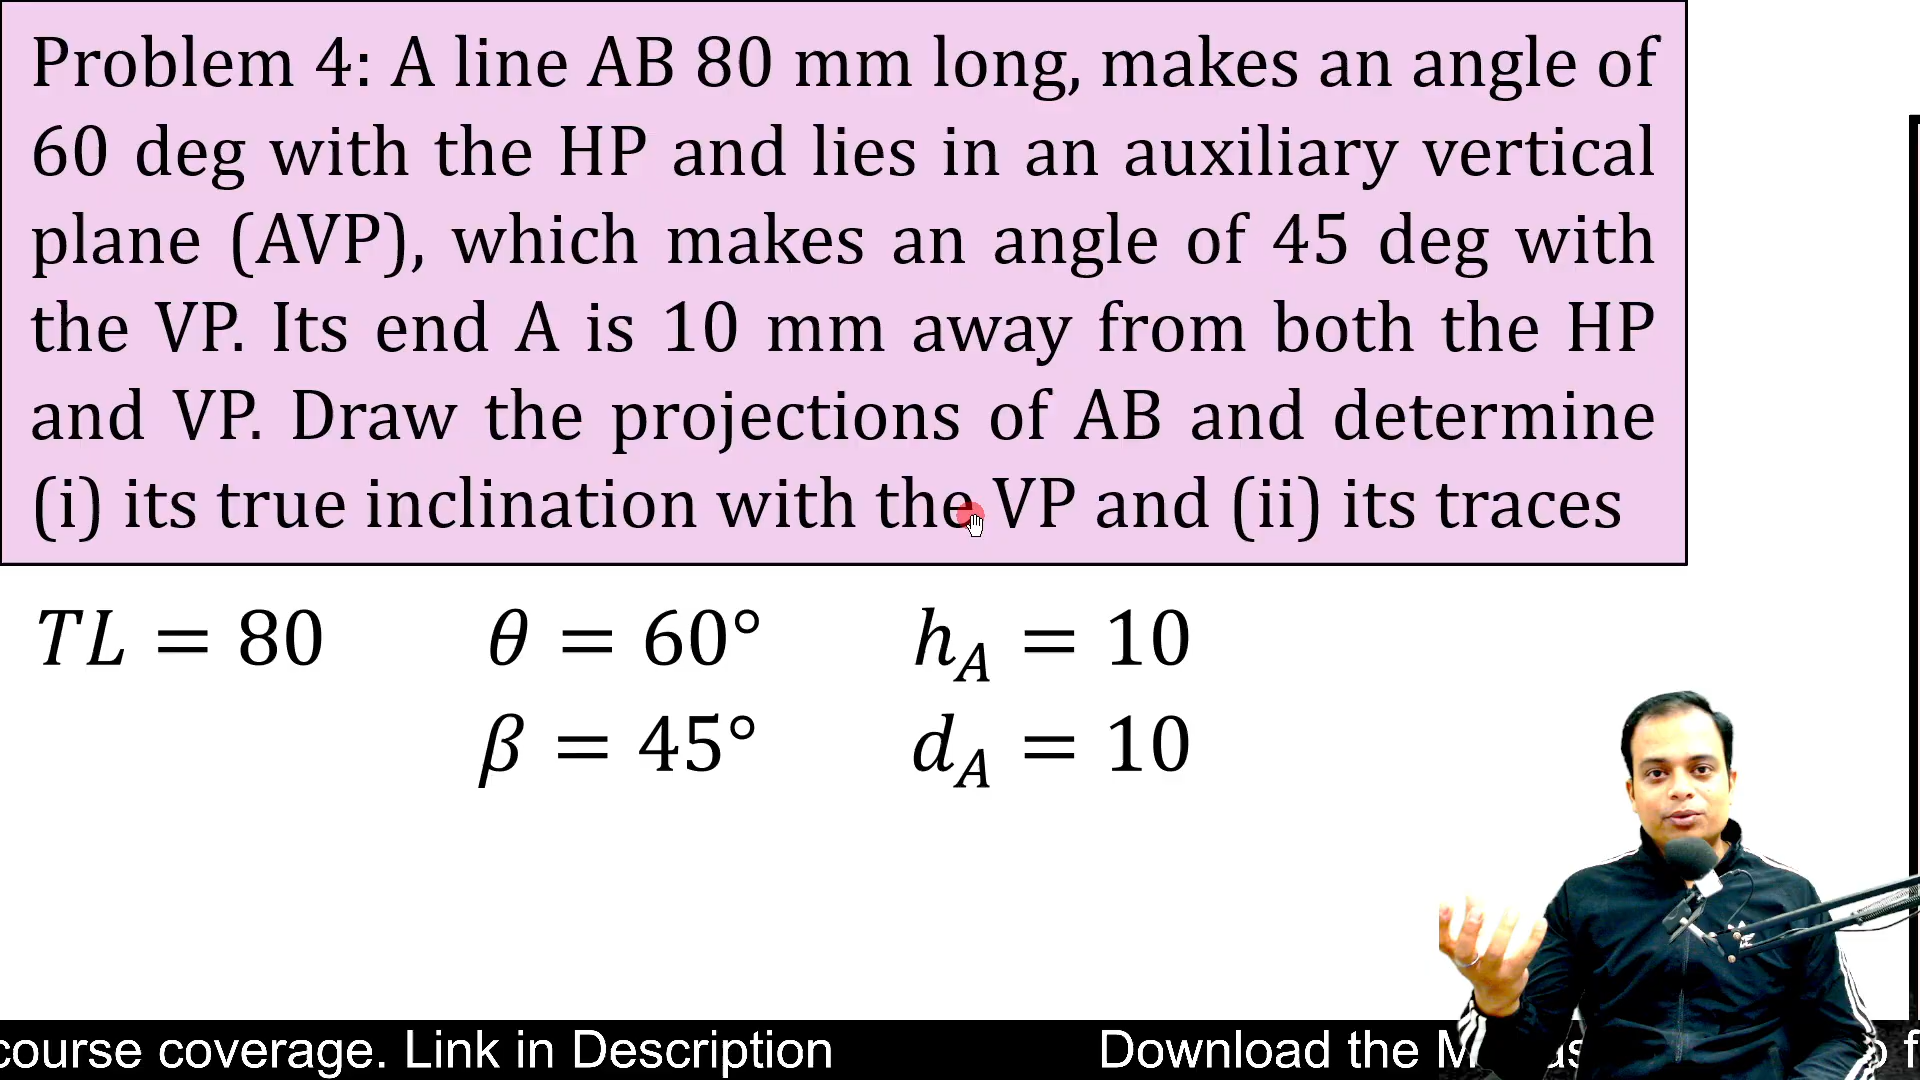 Problem 4: A line AB 80 mm long, makes an angle of
60 deg with the HP and lies in an auxiliary vertical
plane (AVP), which makes an angle of 45 deg with
the VP. Its end A is 10 mm away from both the HP
and VP. Draw the projections of AB and determine
(i) its true inclination with the VP and (ii) its traces
TL = 80 θ = 60° h_A = 10
β = 45° d_A = 10
course coverage. Link in Description Download the